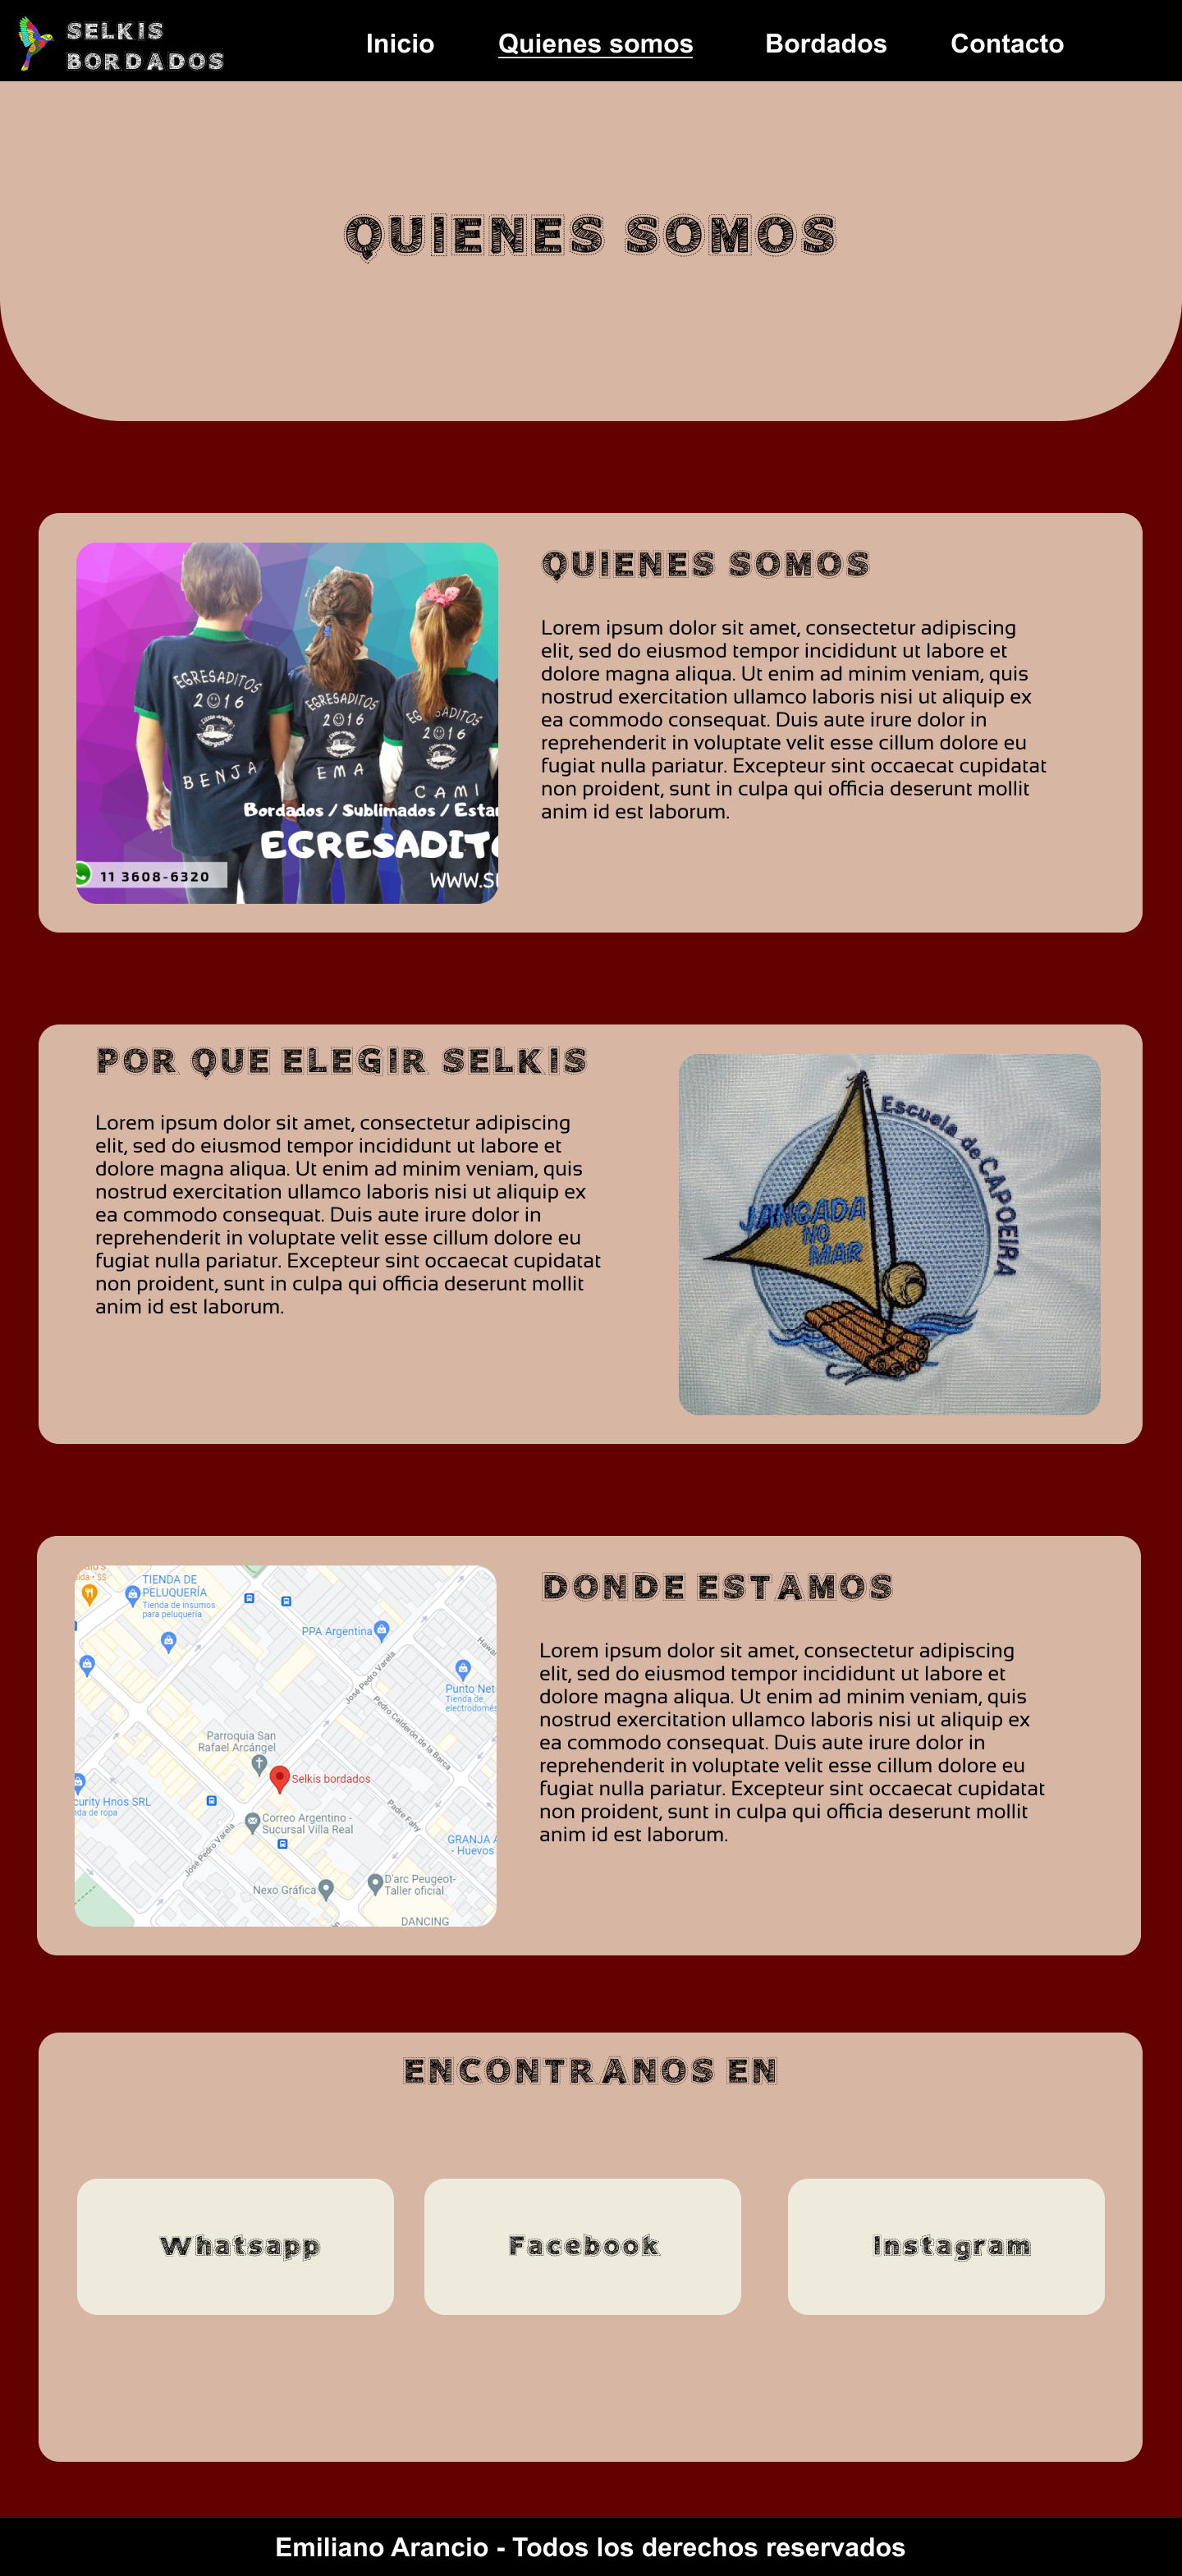 SELKIS
BORDADOS
Inicio
Quienes somos
Bordados
Contacto
QUIENES SOMOS
EGRESADITOS
2016
BENJA
EGRESADITOS
2016
EMA
2016
CAMI
Bordados / Sublimados /
11 3608-6320
QUIENES SOMOS
Lorem ipsum dolor sit amet, consectetur adipiscing
elit, sed do eiusmod tempor incididunt ut labore et
dolore magna aliqua. Ut enim ad minim veniam, quis
nostrud exercitation ullamco laboris nisi ut aliquip ex
ea commodo consequat. Duis aute irure dolor in
reprehenderit in voluptate velit esse cillum dolore eu
fugiat nulla pariatur. Excepteur sint occaecat cupidatat
non proident, sunt in culpa qui officia deserunt mollit
anim id est laborum.
POR QUE ELEGIR SELKIS
Lorem ipsum dolor sit amet, consectetur adipiscing
elit, sed do eiusmod tempor incididunt ut labore et
dolore magna aliqua. Ut enim ad minim veniam, quis
nostrud exercitation ullamco laboris nisi ut aliquip ex
ea commodo consequat. Duis aute irure dolor in
reprehenderit in voluptate velit esse cillum dolore eu
fugiat nulla pariatur. Excepteur sint occaecat cupidatat
non proident, sunt in culpa qui officia deserunt mollit
anim id est laborum.
Escuela de CAPOEIRA
JANGADA
NO
MAR
TIENDA DE
PELUQUERÍA
Tienda de insumos
para peluquería
PPA Argentina
José Pedro Varela
Punto Net
Tienda de
Pedro Calderón de la Barca
Parroquia San
Rafael Arcángel
Selkis bordados
Hnos SRL
de ropa
Correo Argentino -
Sucursal Villa Real
Padre Fahy
José Pedro Varela
GRANJA
- Huevos
Nexo Gráfica
D'arc Peugeot-
Taller oficial
DANCING
DONDE ESTAMOS
Lorem ipsum dolor sit amet, consectetur adipiscing
elit, sed do eiusmod tempor incididunt ut labore et
dolore magna aliqua. Ut enim ad minim veniam, quis
nostrud exercitation ullamco laboris nisi ut aliquip ex
ea commodo consequat. Duis aute irure dolor in
reprehenderit in voluptate velit esse cillum dolore eu
fugiat nulla pariatur. Excepteur sint occaecat cupidatat
non proident, sunt in culpa qui officia deserunt mollit
anim id est laborum.
ENCONTRANOS EN
Whatsapp
Facebook
Instagram
Emiliano Arancio - Todos los derechos reservados